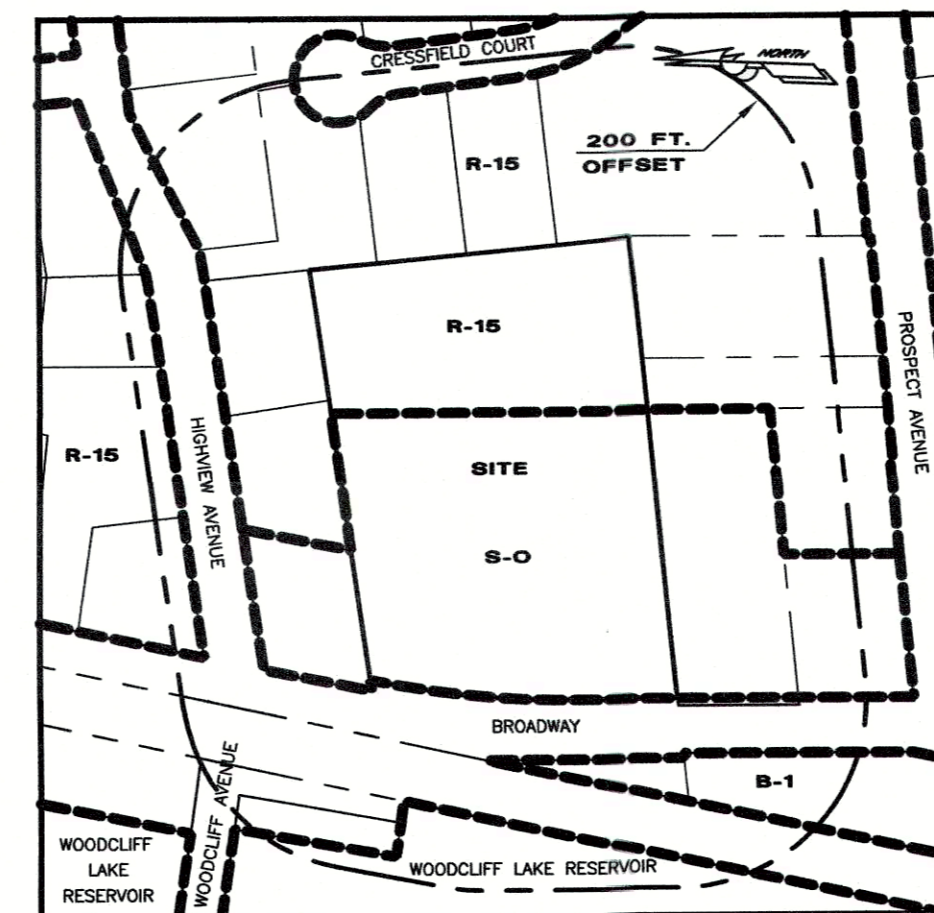 CRESSFIELD COURT
NORTH
200 FT.
OFFSET
R-15
R-15
PROSPECT AVENUE
HIGHVIEW AVENUE
R-15
SITE
S-O
BROADWAY
WOODCLIFF AVENUE
B-1
WOODCLIFF
LAKE
RESERVOIR
WOODCLIFF LAKE RESERVOIR